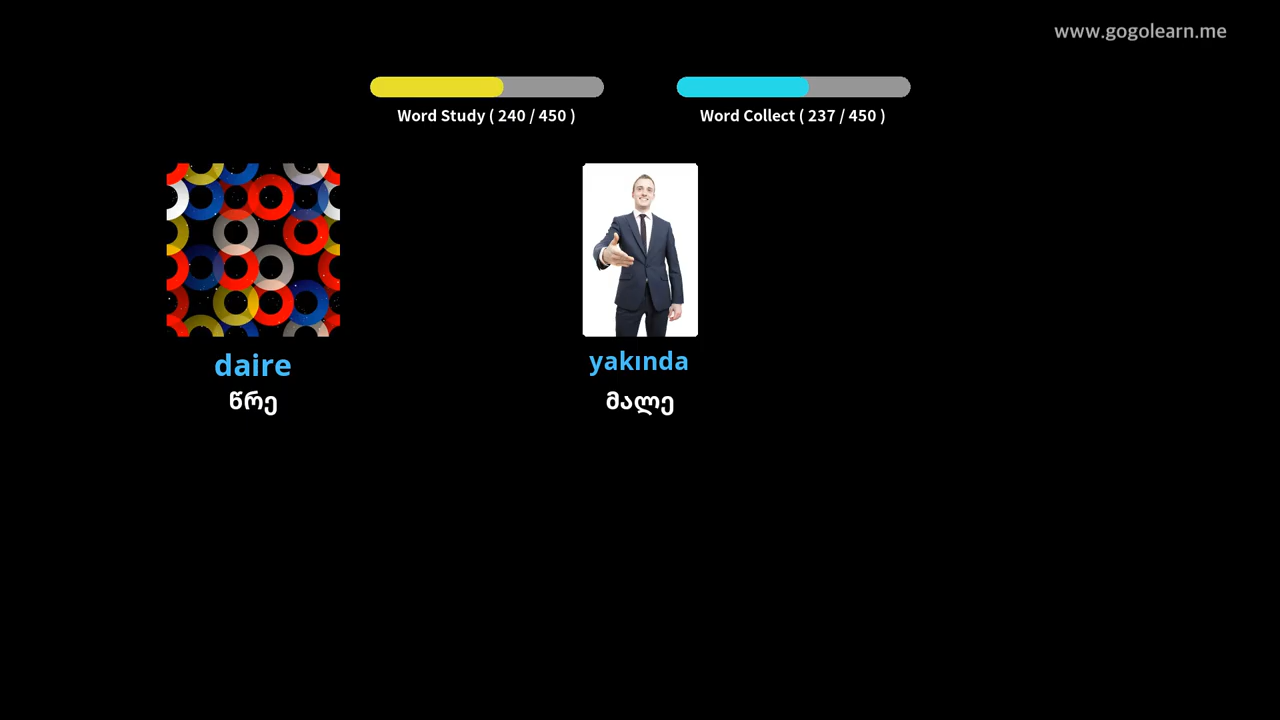 www.gogolearn.me
Word Study ( 240 / 450 )
Word Collect ( 237 / 450 )
daire
წრე
yakında
მალე